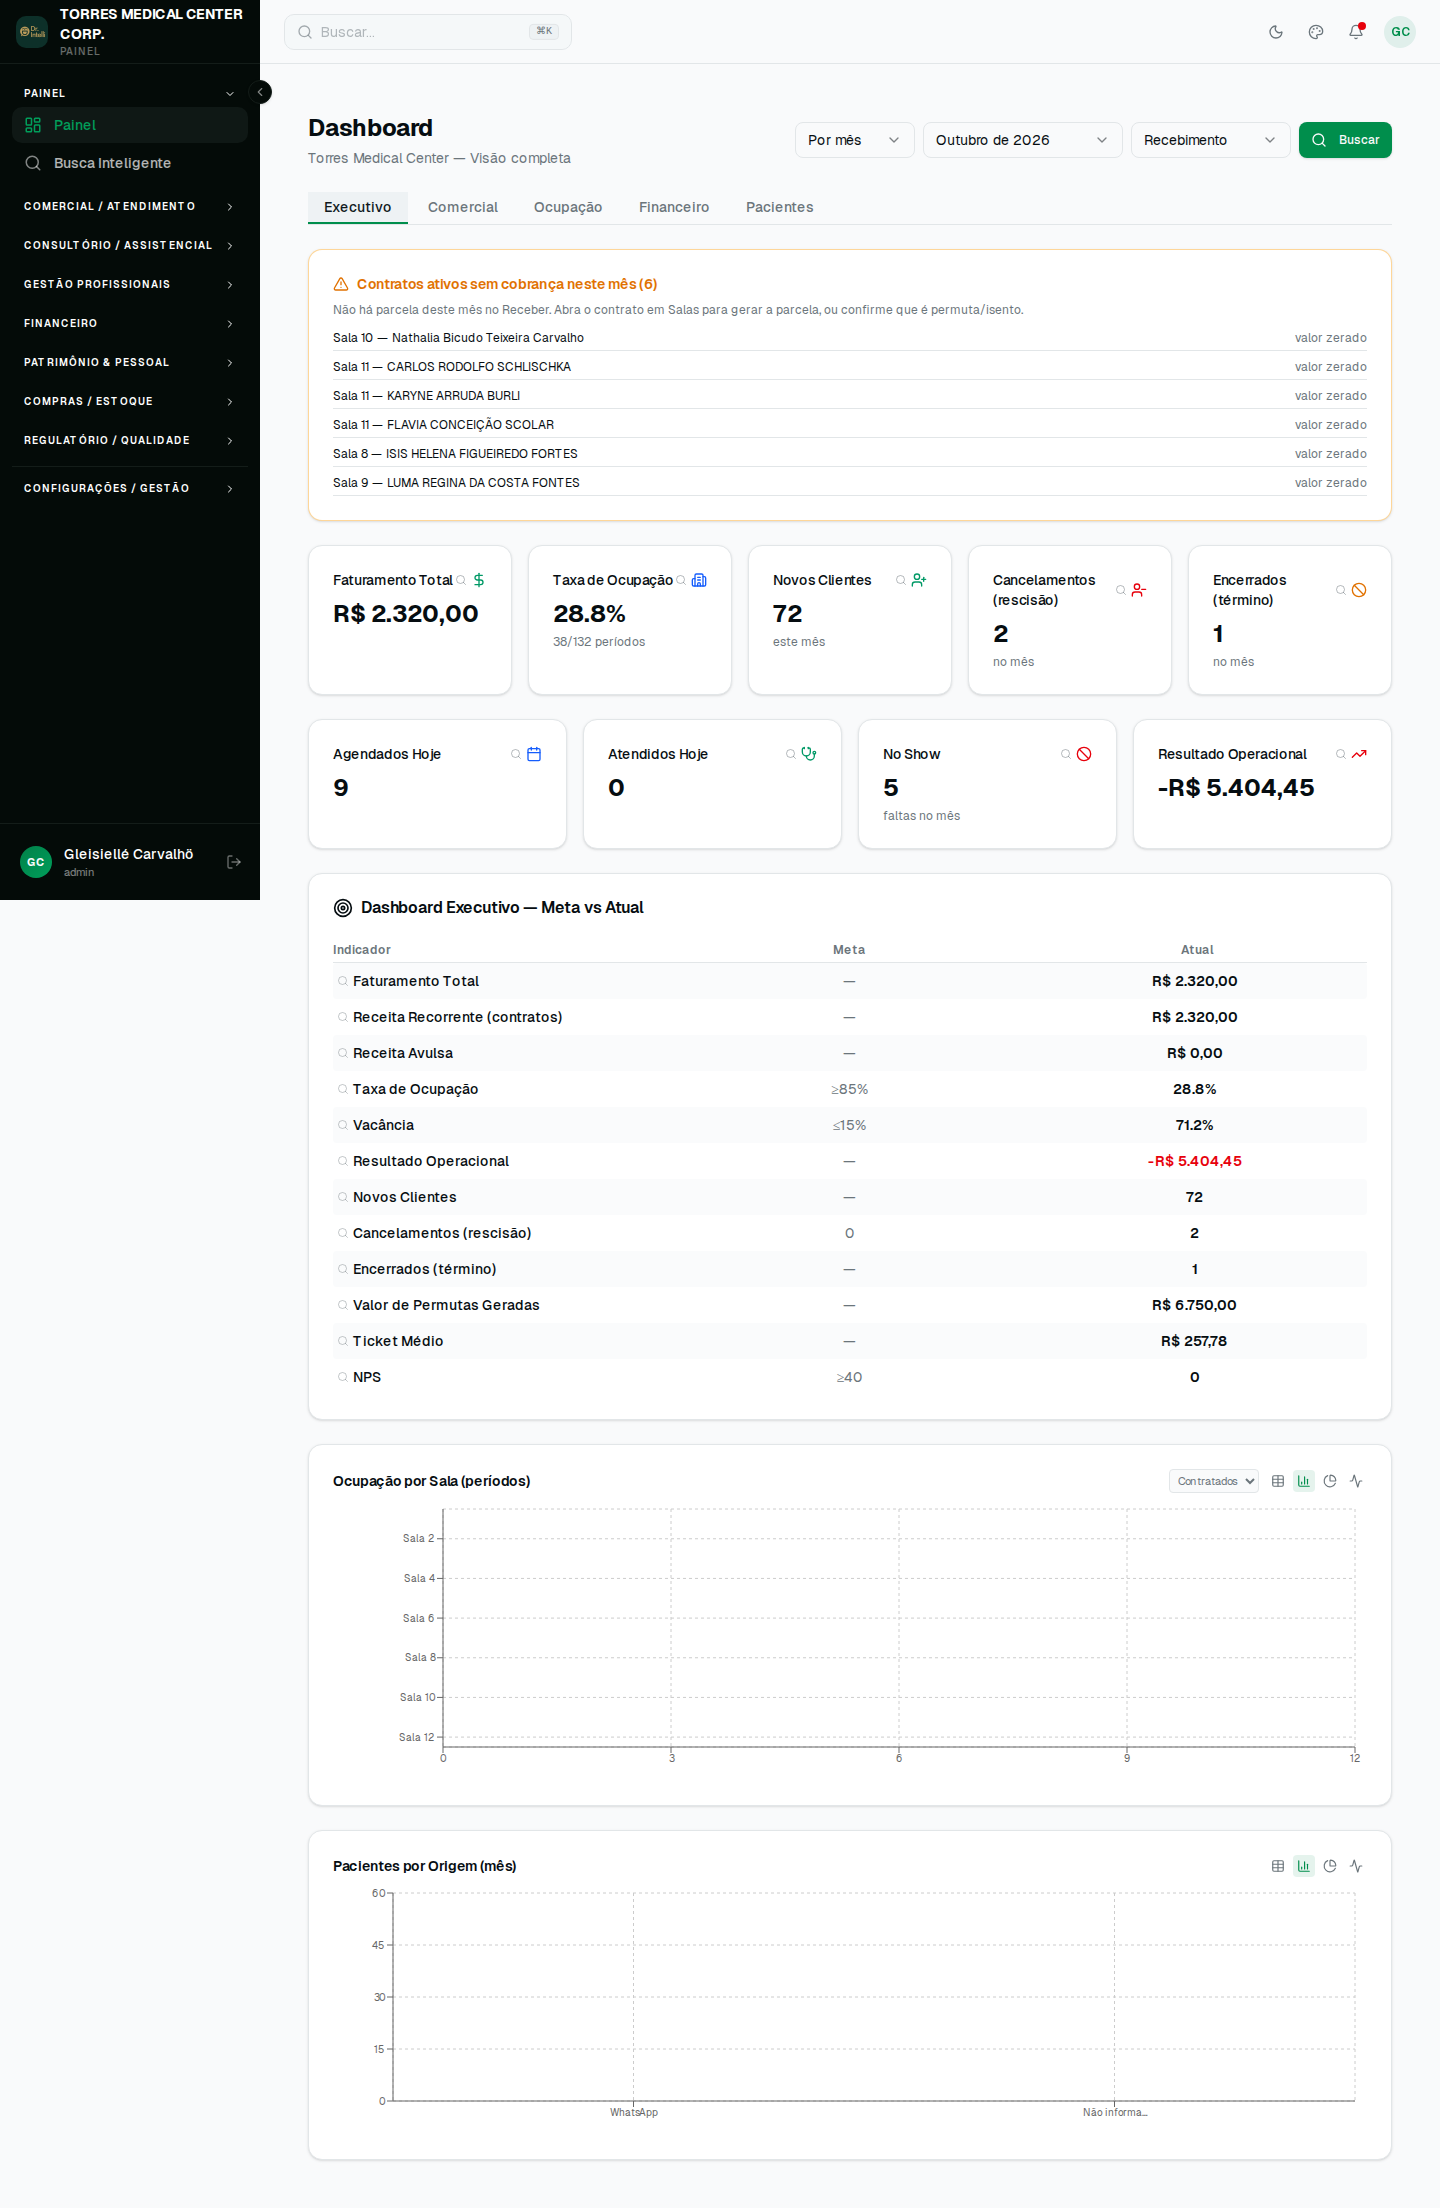 TORRES MEDICAL CENTER
CORP.
PAINEL
Buscar...
⌘K
GC
PAINEL
Painel
Busca Inteligente
COMERCIAL / ATENDIMENTO
CONSULTÓRIO / ASSISTENCIAL
GESTÃO PROFISSIONAIS
FINANCEIRO
PATRIMÔNIO & PESSOAL
COMPRAS / ESTOQUE
REGULATÓRIO / QUALIDADE
CONFIGURAÇÕES / GESTÃO
GC
Gleisiellé Carvalhö
admin
Dashboard
Torres Medical Center — Visão completa
Por mês
Outubro de 2026
Recebimento
Buscar
Executivo
Comercial
Ocupação
Financeiro
Pacientes
Contratos ativos sem cobrança neste mês (6)
Não há parcela deste mês no Receber. Abra o contrato em Salas para gerar a parcela, ou confirme que é permuta/isento.
Sala 10 — Nathalia Bicudo Teixeira Carvalho valor zerado
Sala 11 — CARLOS RODOLFO SCHLISCHKA valor zerado
Sala 11 — KARYNE ARRUDA BURLI valor zerado
Sala 11 — FLAVIA CONCEIÇÃO SCOLAR valor zerado
Sala 8 — ISIS HELENA FIGUEIREDO FORTES valor zerado
Sala 9 — LUMA REGINA DA COSTA FONTES valor zerado
Faturamento Total
R$ 2.320,00
Taxa de Ocupação
28.8%
38/132 períodos
Novos Clientes
72
este mês
Cancelamentos
(rescisão)
2
no mês
Encerrados
(término)
1
no mês
Agendados Hoje
9
Atendidos Hoje
0
No Show
5
faltas no mês
Resultado Operacional
-R$ 5.404,45
Dashboard Executivo — Meta vs Atual
Indicador Meta Atual
Faturamento Total — R$ 2.320,00
Receita Recorrente (contratos) — R$ 2.320,00
Receita Avulsa — R$ 0,00
Taxa de Ocupação ≥85% 28.8%
Vacância ≤15% 71.2%
Resultado Operacional — -R$ 5.404,45
Novos Clientes — 72
Cancelamentos (rescisão) 0 2
Encerrados (término) — 1
Valor de Permutas Geradas — R$ 6.750,00
Ticket Médio — R$ 257,78
NPS ≥40 0
Ocupação por Sala (períodos)
Contratados
Sala 2
Sala 4
Sala 6
Sala 8
Sala 10
Sala 12
0 3 6 9 12
Pacientes por Origem (mês)
60
45
30
15
0
WhatsApp Não informa...